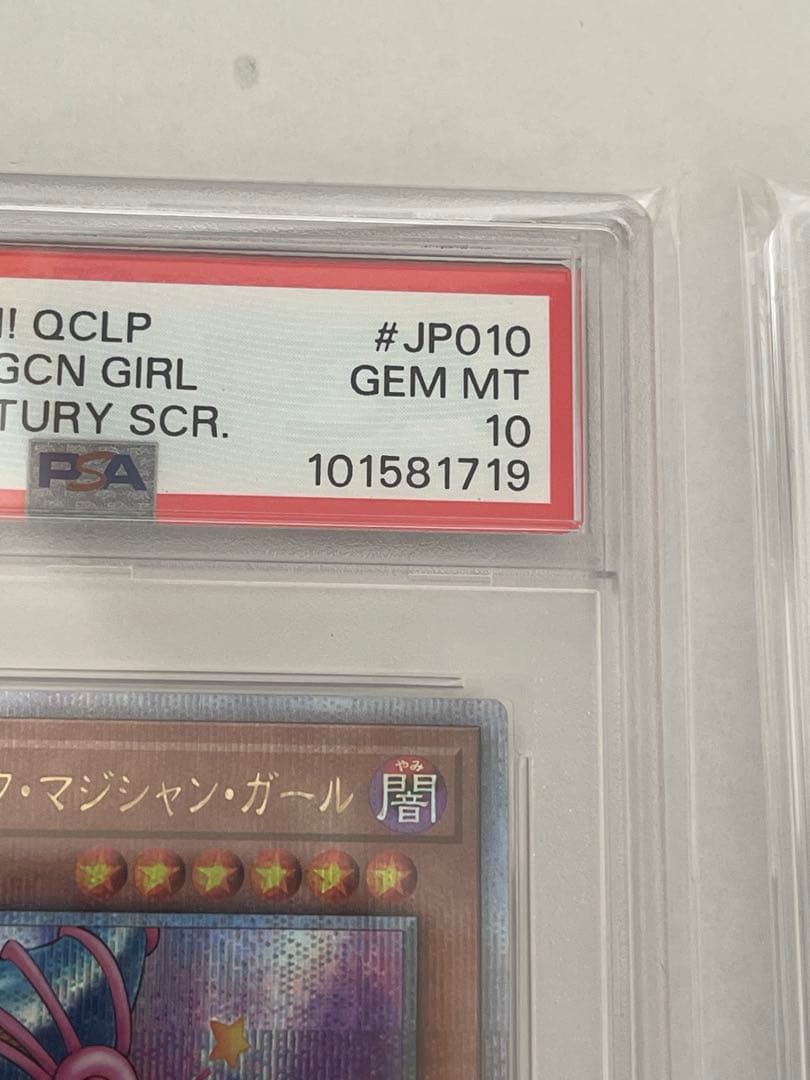 ! QCLP
#JP010
GCN GIRL
GEM MT
TURY SCR.
10
PSA
101581719
ク・マジシャン・ガール
やみ
闇